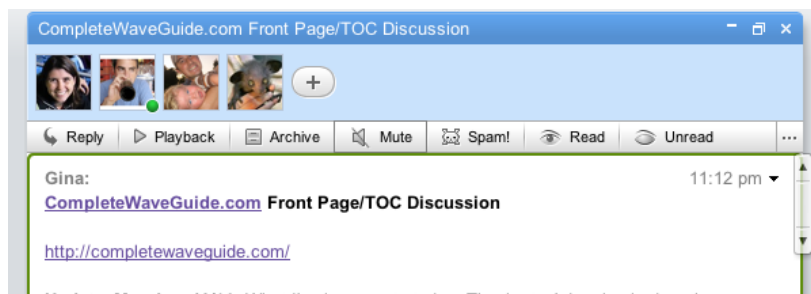 CompleteWaveGuide.com Front Page/TOC Discussion
Reply Playback Archive Mute Spam! Read Unread ...
Gina: 11:12 pm
CompleteWaveGuide.com Front Page/TOC Discussion
http://completewaveguide.com/